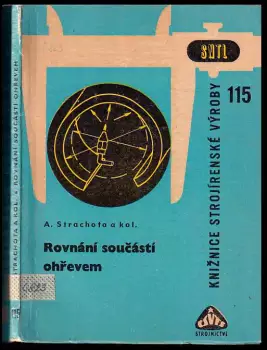 A. STRACHOTA A KOL. • ROVNÁNÍ SOUČÁSTÍ OHŘEVEM
115
SNTL
115
KNIŽNICE STROJÍRENSKÉ VÝROBY
A. Strachota a kol.
Rovnání součástí
ohřevem
STROJNICTVÍ